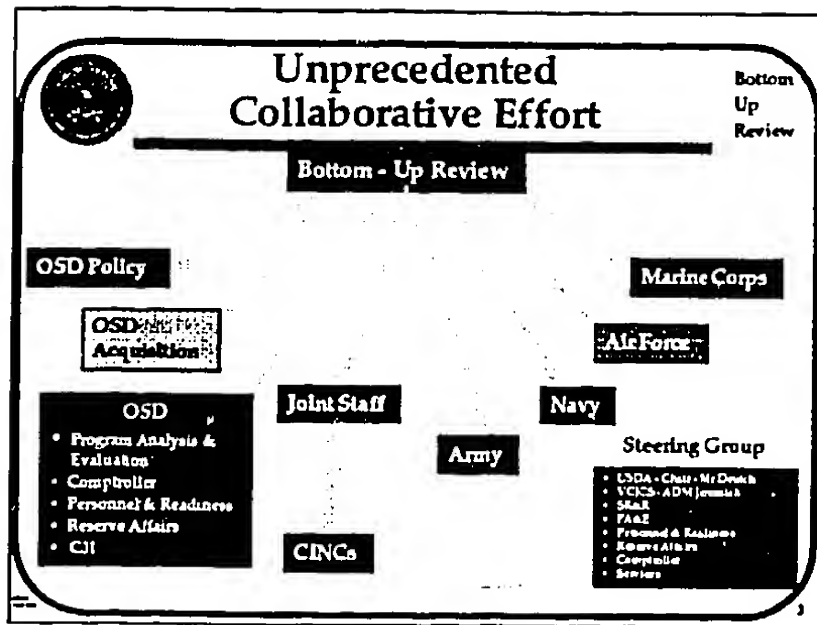 Unprecedented
Collaborative Effort
Bottom
Up
Review
Bottom - Up Review
OSD Policy
Marine Corps
OSD
Acquisition
Air Force
OSD
• Program Analysis &
Evaluation
• Comptroller
• Personnel & Readiness
• Reserve Affairs
• C3I
Joint Staff
Navy
Army
CINCs
Steering Group
• USDA - Chair - Mr Deutch
• VCJCS - ADM Jeremiah
• SR&R
• PA&E
• Personnel & Readiness
• Reserve Affairs
• Comptroller
• Services
3